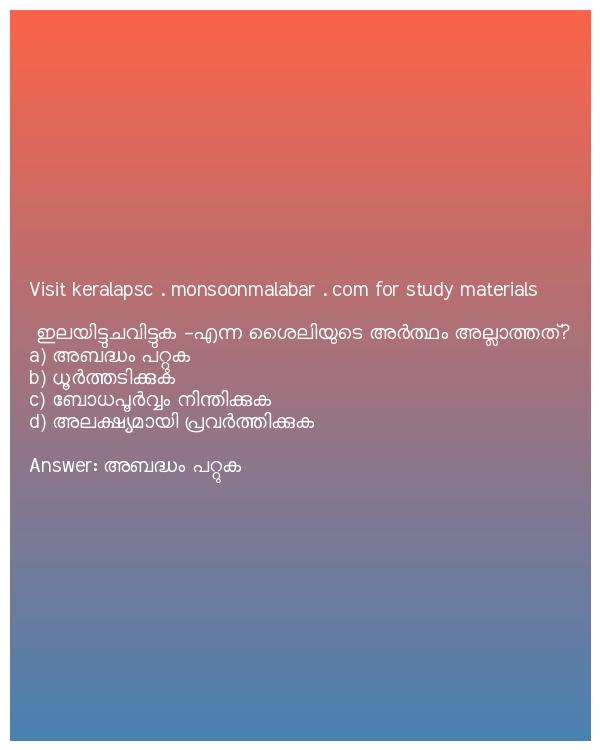 Visit keralapsc . monsoonmalabar . com for study materials
ഇലയിട്ടുചവിട്ടുക -എന്ന ശൈലിയുടെ അർത്ഥം അല്ലാത്തത്?
a) അബദ്ധം പറ്റുക
b) ധൂർത്തടിക്കുക
c) ബോധപൂർവ്വം നിന്തിക്കുക
d) അലക്ഷ്യമായി പ്രവർത്തിക്കുക
Answer: അബദ്ധം പറ്റുക